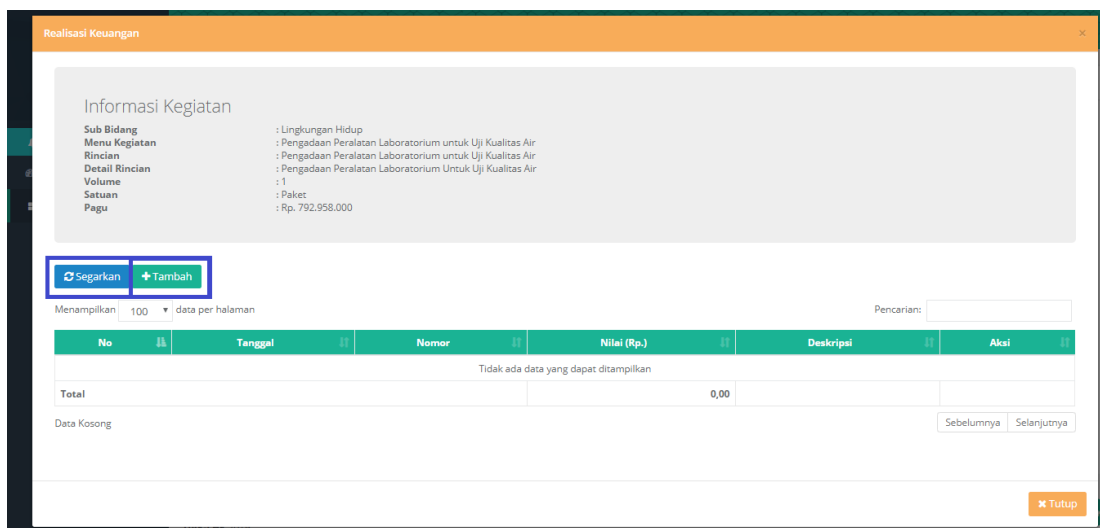 Realisasi Keuangan ×
Informasi Kegiatan
Sub Bidang : Lingkungan Hidup
Menu Kegiatan : Pengadaan Peralatan Laboratorium untuk Uji Kualitas Air
Rincian : Pengadaan Peralatan Laboratorium untuk Uji Kualitas Air
Detail Rincian : Pengadaan Peralatan Laboratorium Untuk Uji Kualitas Air
Volume : 1
Satuan : Paket
Pagu : Rp. 792.958.000
Segarkan Tambah
Menampilkan 100 data per halaman Pencarian:
No Tanggal Nomor Nilai (Rp.) Deskripsi Aksi
Tidak ada data yang dapat ditampilkan
Total 0,00
Data Kosong Sebelumnya Selanjutnya
Tutup